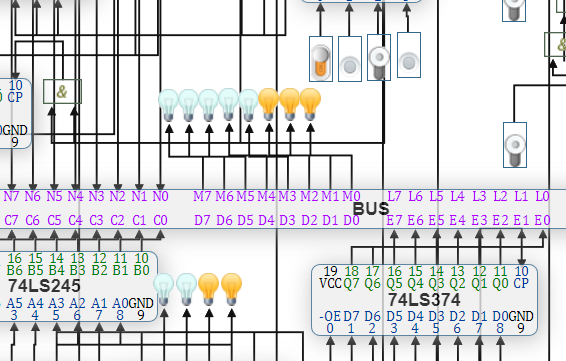 10
CP
GND
9
&
&
N7 N6 N5 N4 N3 N2 N1 N0 M7 M6 M5 M4 M3 M2 M1 M0 L7 L6 L5 L4 L3 L2 L1 L0
BUS
C7 C6 C5 C4 C3 C2 C1 C0 D7 D6 D5 D4 D3 D2 D1 D0 E7 E6 E5 E4 E3 E2 E1 E0
16 15 14 13 12 11 10
B6 B5 B4 B3 B2 B1 B0
74LS245
A5 A4 A3 A2 A1 A0 GND
3 4 5 6 7 8 9
19 18 17 16 15 14 13 12 11 10
VCC Q7 Q6 Q5 Q4 Q3 Q2 Q1 Q0 CP
74LS374
-OE D7 D6 D5 D4 D3 D2 D1 D0 GND
0 1 2 3 4 5 6 7 8 9